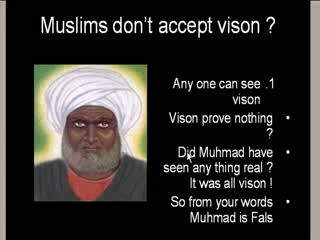 Muslims don't accept vison ?
Any one can see .1
vison
Vison prove nothing •
?
Did Muhmad have •
seen any thing real ?
It was all vison !
So from your words •
Muhmad is Fals